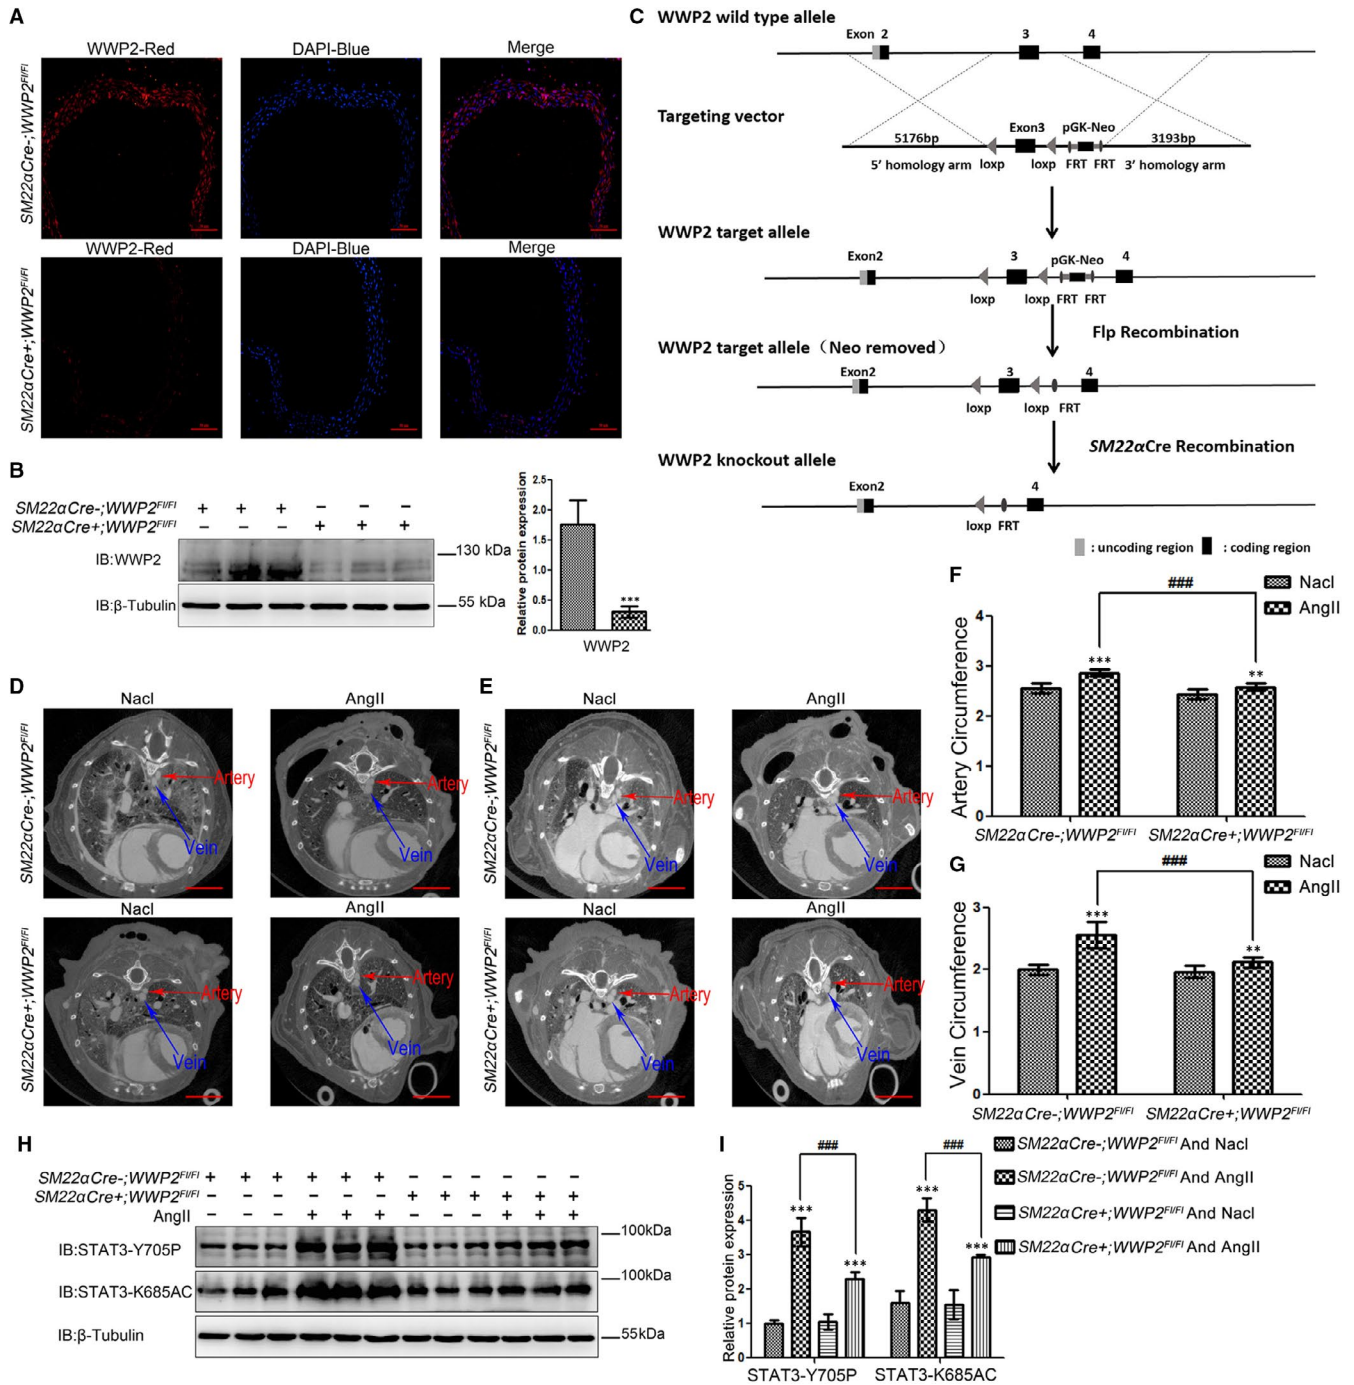 A
WWP2-Red DAPI-Blue Merge
SM22αCre-;WWP2Fl/Fl
WWP2-Red DAPI-Blue Merge
SM22αCre+;WWP2Fl/Fl
B
SM22αCre-;WWP2Fl/Fl + + + − − −
SM22αCre+;WWP2Fl/Fl − − − + + +
IB:WWP2
130 kDa
IB:β-Tubulin
55 kDa
Relative protein expression
2.5
2.0
1.5
1.0
0.5
0.0
***
WWP2
C WWP2 wild type allele
Exon 2 3 4
Targeting vector
5176bp Exon3 pGK-Neo 3193bp
5' homology arm loxp loxp FRT FRT 3' homology arm
WWP2 target allele
Exon2 3 pGK-Neo 4
loxp loxp FRT FRT
Flp Recombination
WWP2 target allele（Neo removed）
Exon2 3 4
loxp loxp FRT
SM22αCre Recombination
WWP2 knockout allele
Exon2 4
loxp FRT
: uncoding region : coding region
D
Nacl AngII
SM22αCre-;WWP2Fl/Fl
Artery Artery
Vein Vein
Nacl AngII
SM22αCre+;WWP2Fl/Fl
Artery Artery
Vein Vein
E
Nacl AngII
SM22αCre-;WWP2Fl/Fl
Artery Artery
Vein Vein
Nacl AngII
SM22αCre+;WWP2Fl/Fl
Artery Artery
Vein Vein
F
Nacl
AngII
###
*** **
Artery Circumference
4
3
2
1
0
SM22αCre-;WWP2Fl/Fl SM22αCre+;WWP2Fl/Fl
G
Nacl
AngII
###
*** **
Vein Circumference
3
2
1
0
SM22αCre-;WWP2Fl/Fl SM22αCre+;WWP2Fl/Fl
H
SM22αCre-;WWP2Fl/Fl + + + + + + − − − − − −
SM22αCre+;WWP2Fl/Fl − − − − − − + + + + + +
AngII − − − + + + − − − + + +
IB:STAT3-Y705P
100kDa
IB:STAT3-K685AC
100kDa
IB:β-Tubulin
55kDa
I
SM22αCre-;WWP2Fl/Fl And Nacl
SM22αCre-;WWP2Fl/Fl And AngII
SM22αCre+;WWP2Fl/Fl And Nacl
SM22αCre+;WWP2Fl/Fl And AngII
### ###
*** *** *** ***
Relative protein expression
5
4
3
2
1
0
STAT3-Y705P STAT3-K685AC